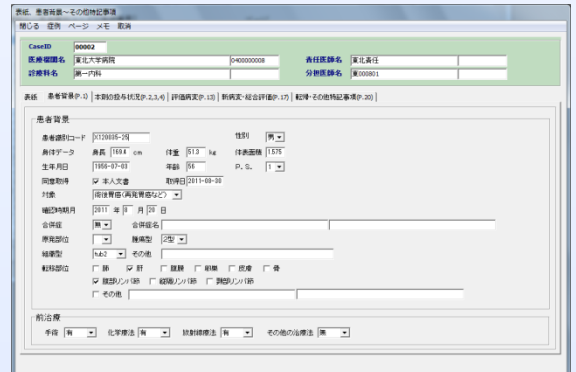 表紙, 患者背景～その他特記事項
閉じる 症例 ページ メモ 取消
CaseID 00002
医療機関名 東北大学病院 0400000008 責任医師名 東北責任
診療科名 第一内科 分担医師名 東000801
表紙 患者背景(P.1) 本剤の投与状況(P.2,3,4) 評価病変(P.13) 新病変・総合評価(P.17) 転帰・その他特記事項(P.20)
患者背景
患者識別コード X120035-25 性別 男
身体データ 身長 169.6 cm 体重 51.3 kg 体表面積 1.575
生年月日 1956-07-03 年齢 56 P.S. 1
同意取得 本人文書 取得日 2011-08-30
対象 術後胃癌(再発胃癌など)
確認時期月 2011 年 8 月 20 日
合併症 無 合併症名
原発部位 腫瘍型 2型
組織型 tub2 その他
転移部位 肺 肝 腹膜 卵巣 皮膚 骨
腹部リンパ節 縦隔リンパ節 頸部リンパ節
その他
前治療
手術 有 化学療法 有 放射線療法 有 その他の治療法 無